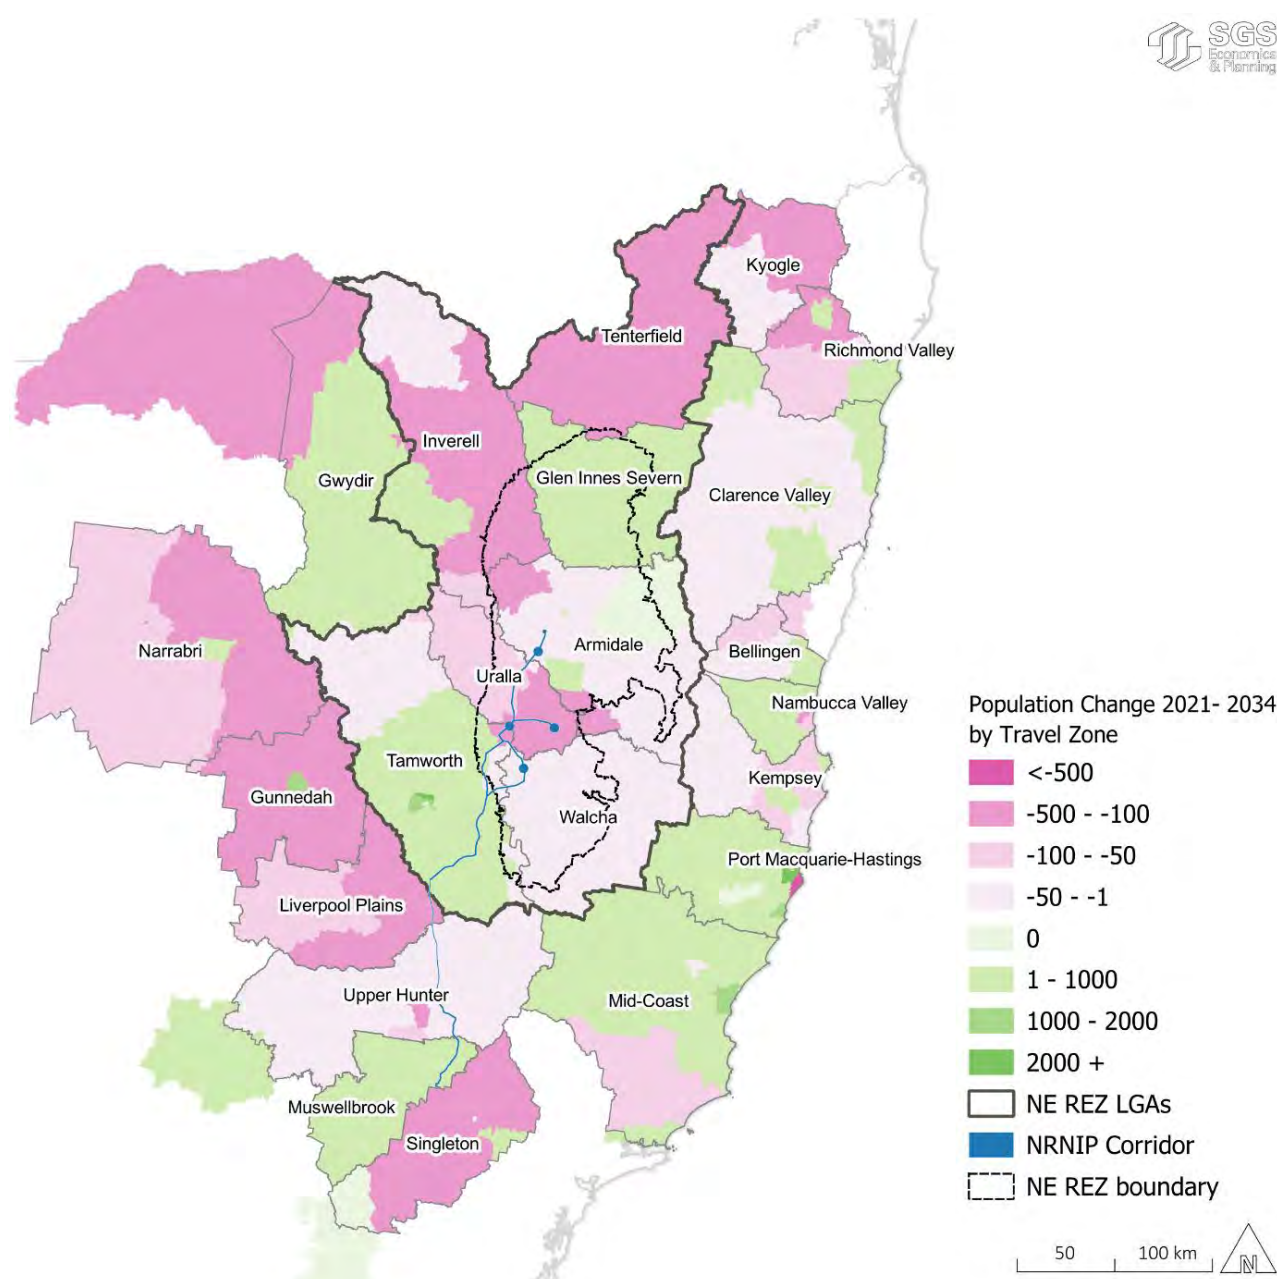 SGS
Economics
& Planning
Kyogle
Tenterfield
Richmond Valley
Inverell
Gwydir
Glen Innes Severn
Clarence Valley
Narrabri
Armidale
Bellingen
Uralla
Nambucca Valley
Tamworth
Kempsey
Gunnedah
Walcha
Port Macquarie-Hastings
Liverpool Plains
Upper Hunter
Mid-Coast
Muswellbrook
Singleton
Population Change 2021- 2034
by Travel Zone
<-500
-500 - -100
-100 - -50
-50 - -1
0
1 - 1000
1000 - 2000
2000 +
NE REZ LGAs
NRNIP Corridor
NE REZ boundary
50 100 km
N